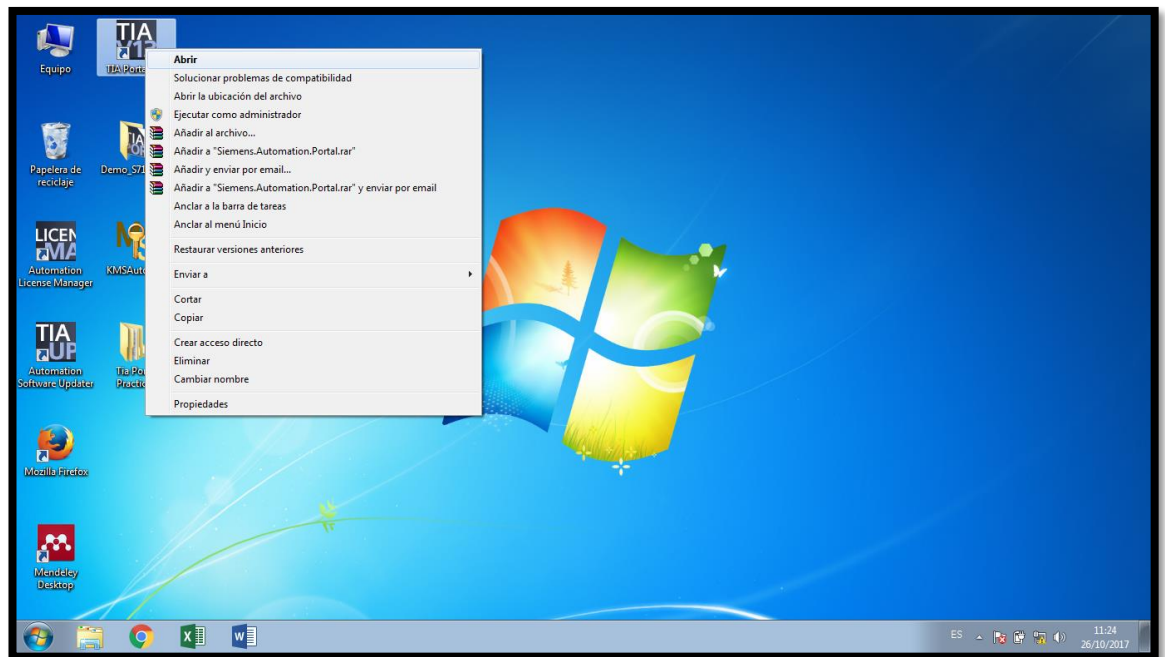 Equipo
TIA
V13
TIA Porta
Papelera de
reciclaje
Demo_S71
LICEN
MA
Automation
License Manager
KMSAuto
TIA
UP
Automation
Software Updater
Tia Po
Practic
Mozilla Firefox
Mendeley
Desktop
Abrir
Solucionar problemas de compatibilidad
Abrir la ubicación del archivo
Ejecutar como administrador
Añadir al archivo...
Añadir a "Siemens.Automation.Portal.rar"
Añadir y enviar por email...
Añadir a "Siemens.Automation.Portal.rar" y enviar por email
Anclar a la barra de tareas
Anclar al menú Inicio
Restaurar versiones anteriores
Enviar a
Cortar
Copiar
Crear acceso directo
Eliminar
Cambiar nombre
Propiedades
ES
11:24
26/10/2017